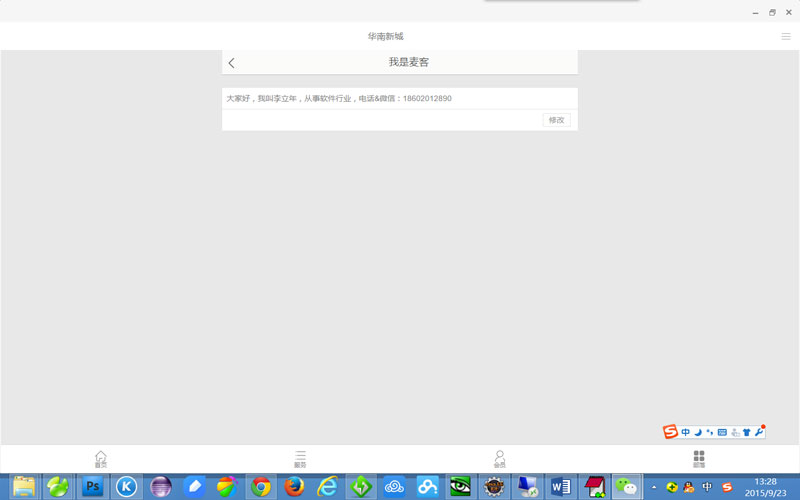 华南新城
我是麦客
大家好，我叫李立年，从事软件行业，电话&微信：18602012890
修改
中
首页
服务
会员
部落
Ps
K
W
中
13:28
2015/9/23